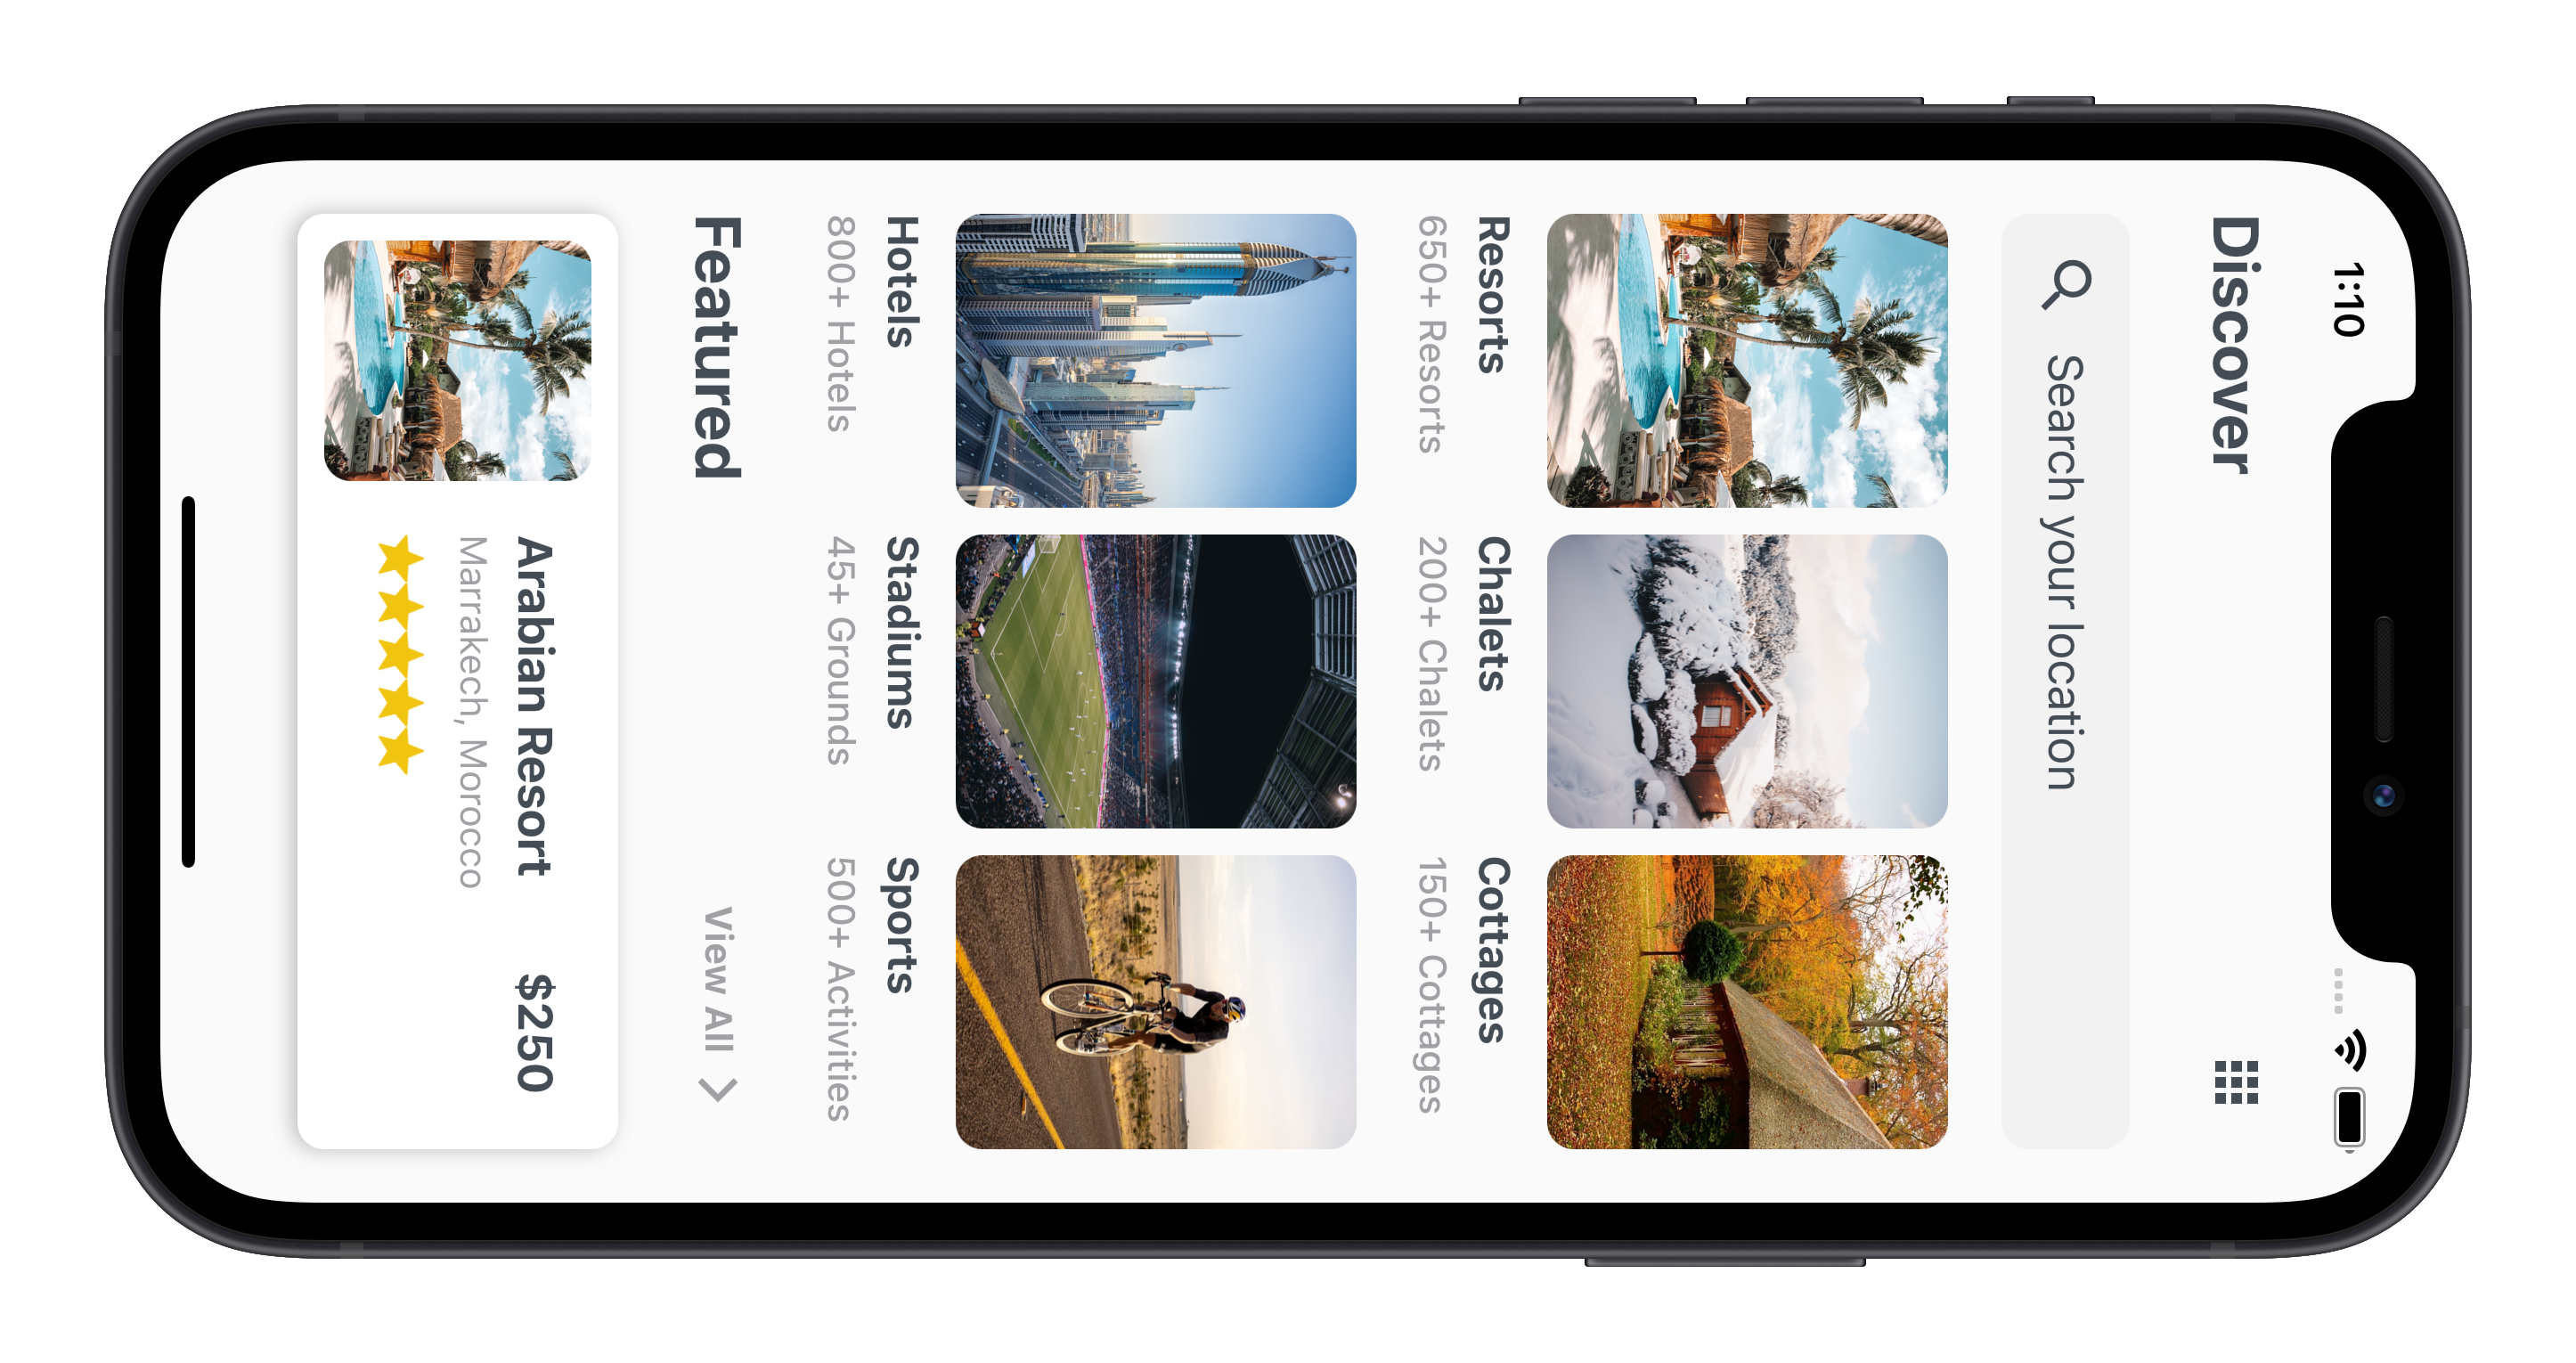 1:10
Discover
Search your location
Resorts
650+ Resorts
Chalets
200+ Chalets
Cottages
150+ Cottages
Hotels
800+ Hotels
Stadiums
45+ Grounds
Sports
500+ Activities
Featured
View All
Arabian Resort
$250
Marrakech, Morocco